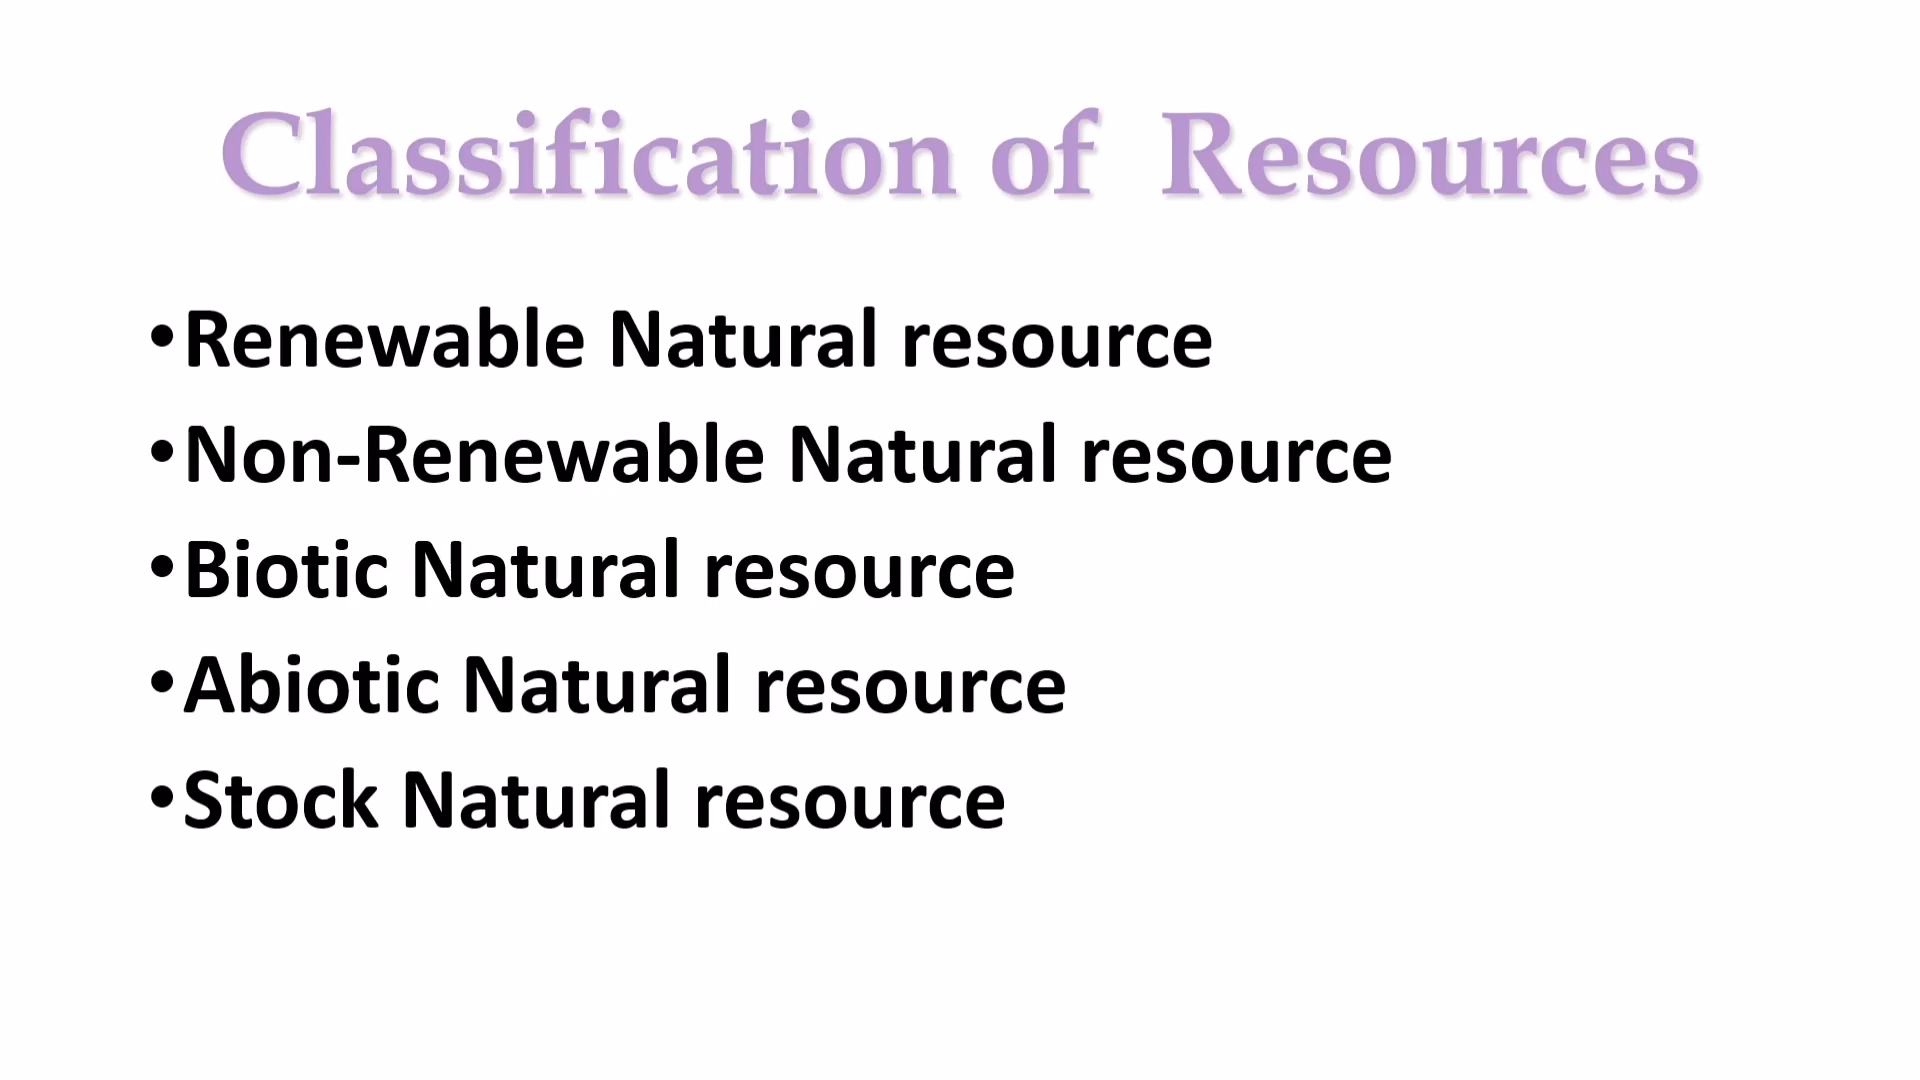 Classification of  Resources
•Renewable Natural resource
•Non-Renewable Natural resource
•Biotic Natural resource
•Abiotic Natural resource
•Stock Natural resource